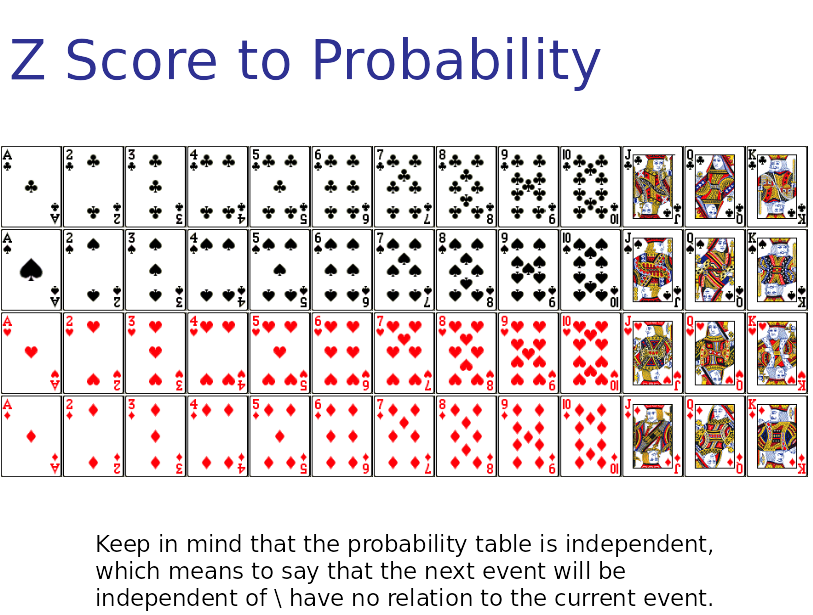 Z Score to Probability
A 2 3 4 5 6 7 8 9 10 J Q K
A 2 3 4 5 6 7 8 9 10 J Q K
A 2 3 4 5 6 7 8 9 10 J Q K
A 2 3 4 5 6 7 8 9 10 J Q K
A 2 3 4 5 6 7 8 9 10 J Q K
A 2 3 4 5 6 7 8 9 10 J Q K
A 2 3 4 5 6 7 8 9 10 J Q K
A 2 3 4 5 6 7 8 9 10 J Q K
Keep in mind that the probability table is independent,
which means to say that the next event will be
independent of \ have no relation to the current event.